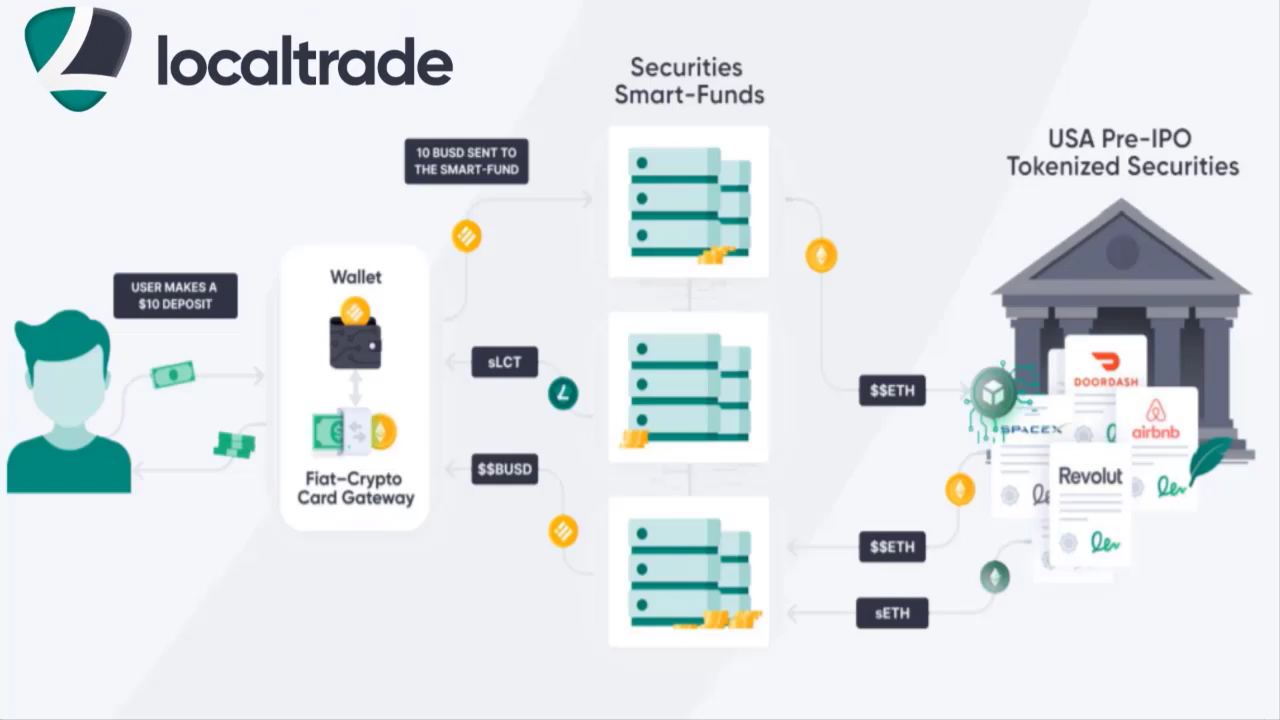 localtrade
Securities
Smart-Funds
USA Pre-IPO
Tokenized Securities
10 BUSD SENT TO
THE SMART-FUND
USER MAKES A
$10 DEPOSIT
Wallet
Fiat–Crypto
Card Gateway
sLCT
$$BUSD
$$ETH
$$ETH
sETH
DOORDASH
SPACEX
airbnb
Revolut